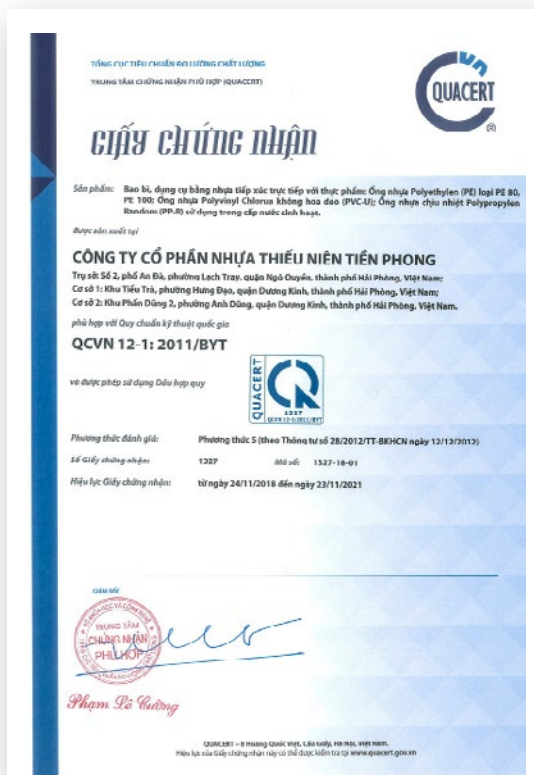 TỔNG CỤC TIÊU CHUẨN ĐO LƯỜNG CHẤT LƯỢNG
TRUNG TÂM CHỨNG NHẬN PHÙ HỢP (QUACERT)
QUACERT
®
GIẤY CHỨNG NHẬN
Sản phẩm: Bao bì, dụng cụ bằng nhựa tiếp xúc trực tiếp với thực phẩm: Ống nhựa Polyethylen (PE) loại PE 80,
PE 100; Ống nhựa Polyvinyl Chlorua không hoá dẻo (PVC-U); Ống nhựa chịu nhiệt Polypropylen
Random (PP-R) sử dụng trong cấp nước sinh hoạt.
được sản xuất tại
CÔNG TY CỔ PHẦN NHỰA THIẾU NIÊN TIỀN PHONG
Trụ sở: Số 2, phố An Đà, phường Lạch Tray, quận Ngô Quyền, thành phố Hải Phòng, Việt Nam;
Cơ sở 1: Khu Tiểu Trà, phường Hưng Đạo, quận Dương Kinh, thành phố Hải Phòng, Việt Nam;
Cơ sở 2: Khu Phấn Dũng 2, phường Anh Dũng, quận Dương Kinh, thành phố Hải Phòng, Việt Nam.
phù hợp với Quy chuẩn kỹ thuật quốc gia
QCVN 12-1: 2011/BYT
và được phép sử dụng Dấu hợp quy
QUACERT
1327
QCVN 12-1:2011/BYT
Phương thức đánh giá: Phương thức 5 (theo Thông tư số 28/2012/TT-BKHCN ngày 12/12/2012)
Số Giấy chứng nhận: 1327 Mã số: 1327-18-01
Hiệu lực Giấy chứng nhận: từ ngày 24/11/2018 đến ngày 23/11/2021
GIÁM ĐỐC
TRUNG TÂM
CHỨNG NHẬN
PHÙ HỢP
Phạm Lê Cường
QUACERT – 8 Hoàng Quốc Việt, Cầu Giấy, Hà Nội, Việt Nam.
Hiệu lực của Giấy chứng nhận này có thể được kiểm tra tại www.quacert.gov.vn